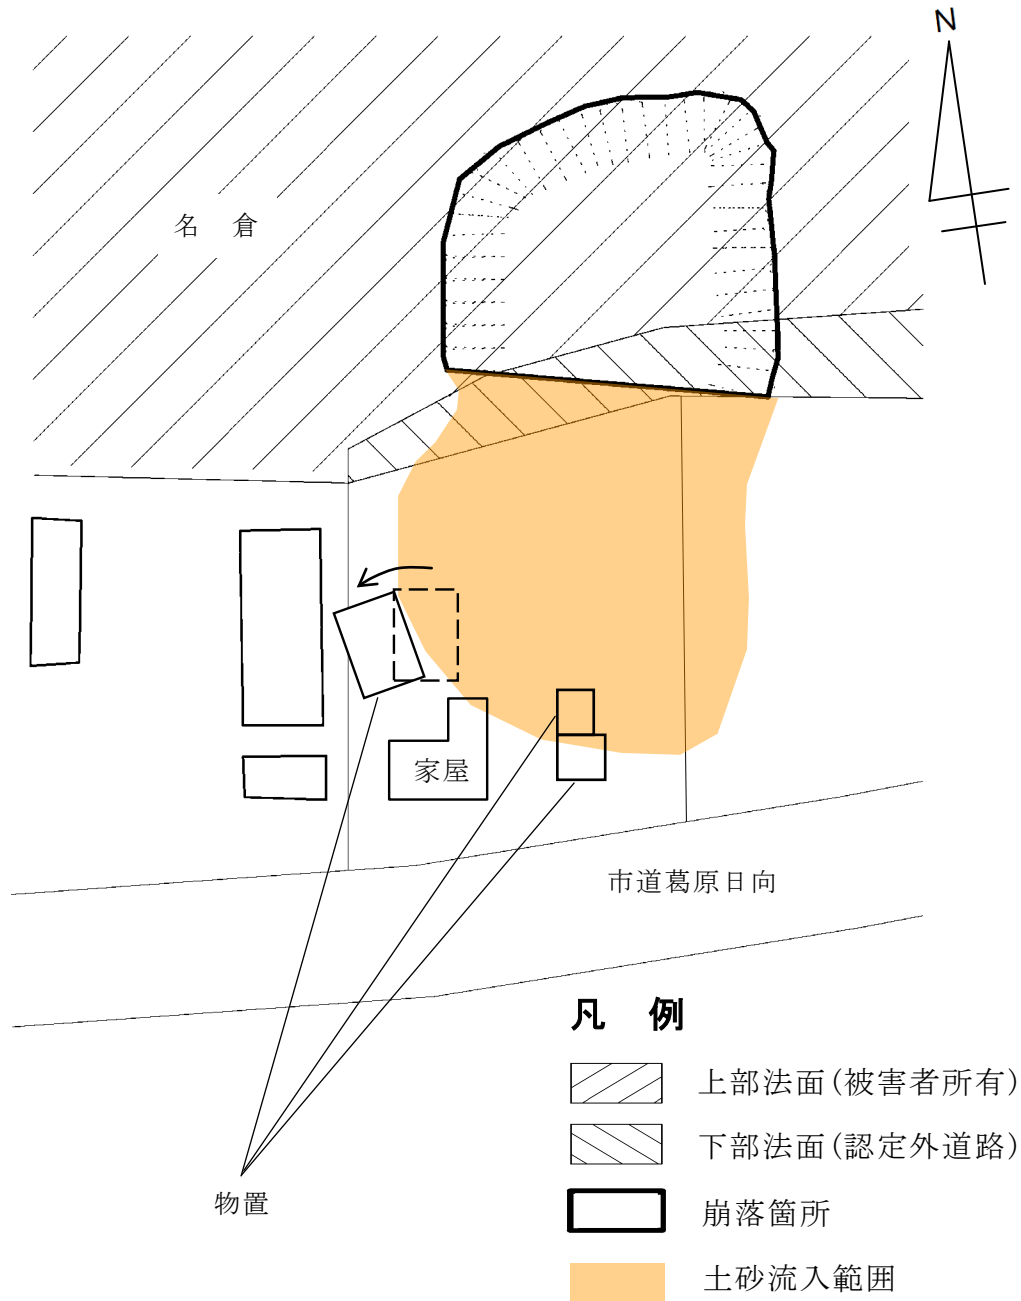 N
名 倉
家屋
市道葛原日向
凡 例
上部法面(被害者所有)
下部法面(認定外道路)
物置
崩落箇所
土砂流入範囲